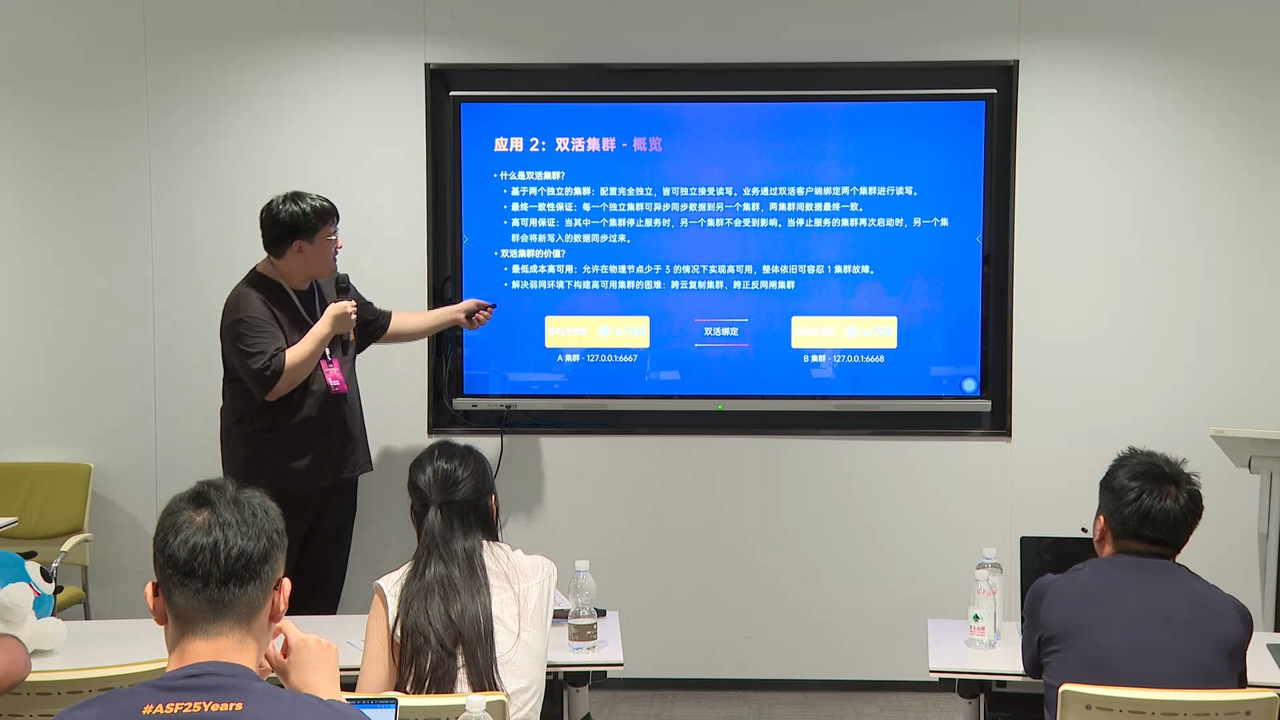 应用 2：双活集群 - 概览
• 什么是双活集群?
• 基于两个独立的集群：配置完全独立，皆可独立接受读写。业务通过双活客户端绑定两个集群进行读写。
• 最终一致性保证：每一个独立集群可异步同步数据到另一个集群，两集群间数据最终一致。
• 高可用保证：当其中一个集群停止服务时，另一个集群不会受到影响。当停止服务的集群再次启动时，另一个集
群会将新写入的数据同步过来。
• 双活集群的价值?
• 最低成本高可用：允许在物理节点少于 3 的情况下实现高可用，整体依旧可容忍 1 集群故障。
• 解决弱网环境下构建高可用集群的困难：跨云复制集群、跨正反网闸集群
双活绑定
A 集群 - 127.0.0.1:6667
B 集群 - 127.0.0.1:6668
#ASF25Years